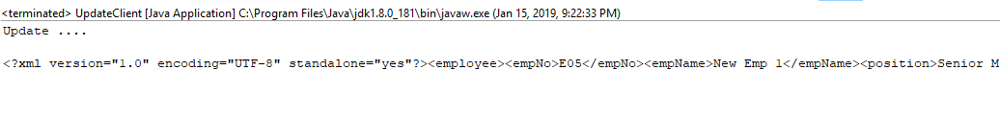 <terminated> UpdateClient [Java Application] C:\Program Files\Java\jdk1.8.0_181\bin\javaw.exe (Jan 15, 2019, 9:22:33 PM)
Update ....
<?xml version="1.0" encoding="UTF-8" standalone="yes"?><employee><empNo>E05</empNo><empName>New Emp 1</empName><position>Senior M